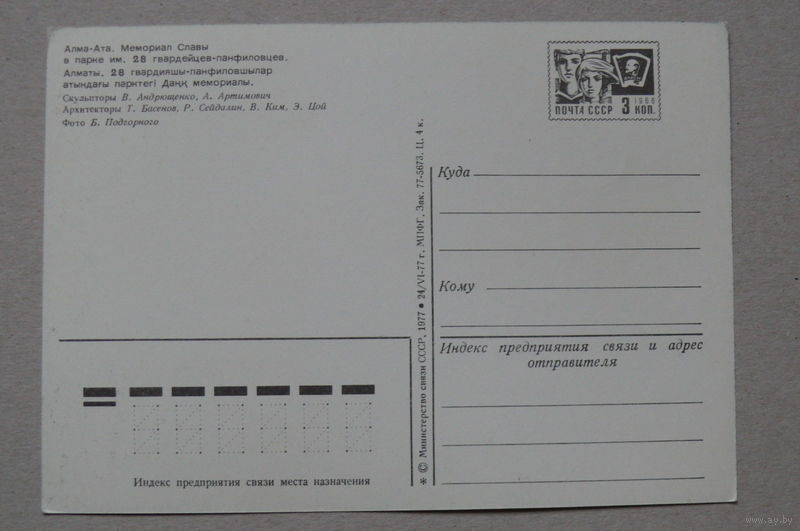 Алма-Ата. Мемориал Славы
в парке им. 28 гвардейцев-панфиловцев.
Алматы. 28 гвардияшы-панфиловшылар
атындағы парктегі Даңқ мемориалы.
Скульпторы В. Андрющенко, А. Артимович
Архитекторы Т. Басенов, Р. Сейдалин, В. Ким, Э. Цой
Фото Б. Подгорного
1966
ПОЧТА СССР 3 КОП.
Куда
Кому
Индекс предприятия связи и адрес
отправителя
* © Министерство связи СССР, 1977 • 24/VI-77 г. МПФГ. Зак. 77-5673. Ц. 4 к.
Индекс предприятия связи места назначения
www.ay.by